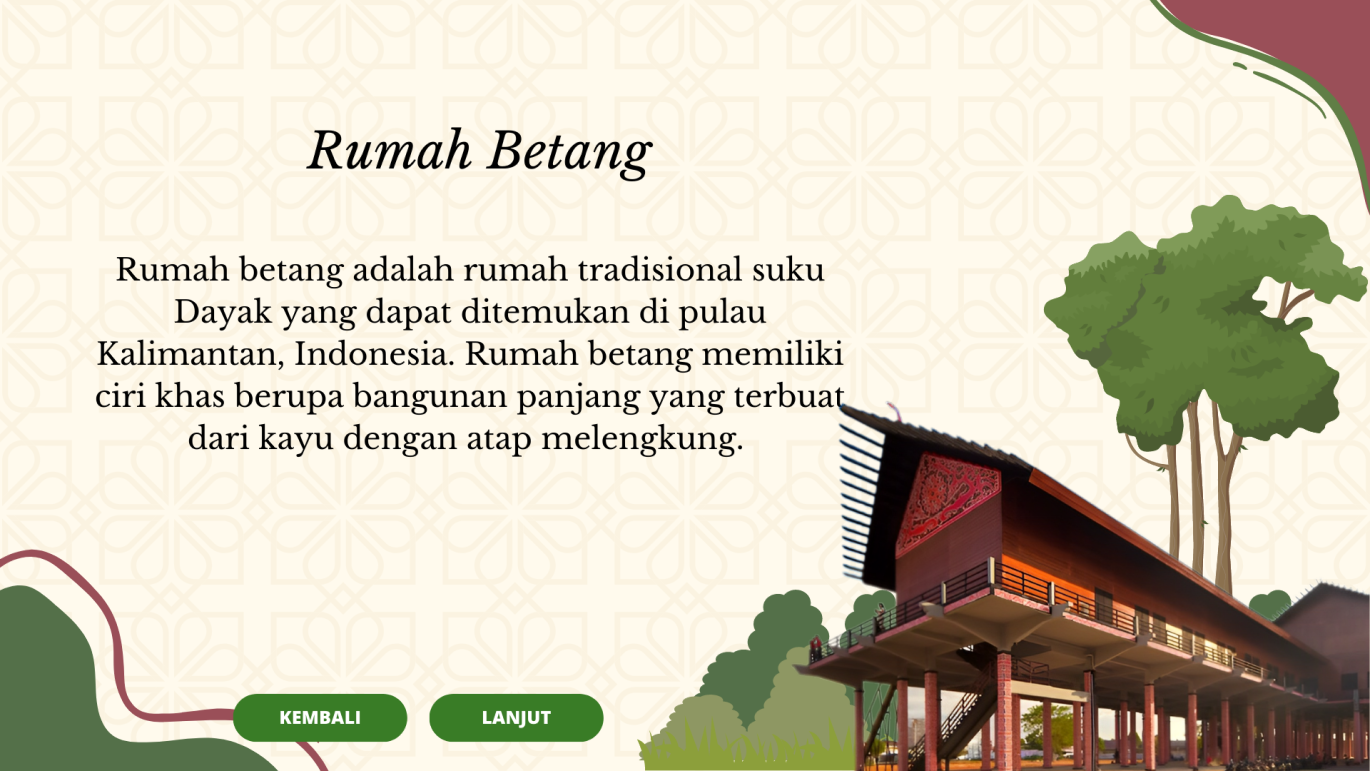 Rumah Betang
Rumah betang adalah rumah tradisional suku
Dayak yang dapat ditemukan di pulau
Kalimantan, Indonesia. Rumah betang memiliki
ciri khas berupa bangunan panjang yang terbuat
dari kayu dengan atap melengkung.
KEMBALI
LANJUT